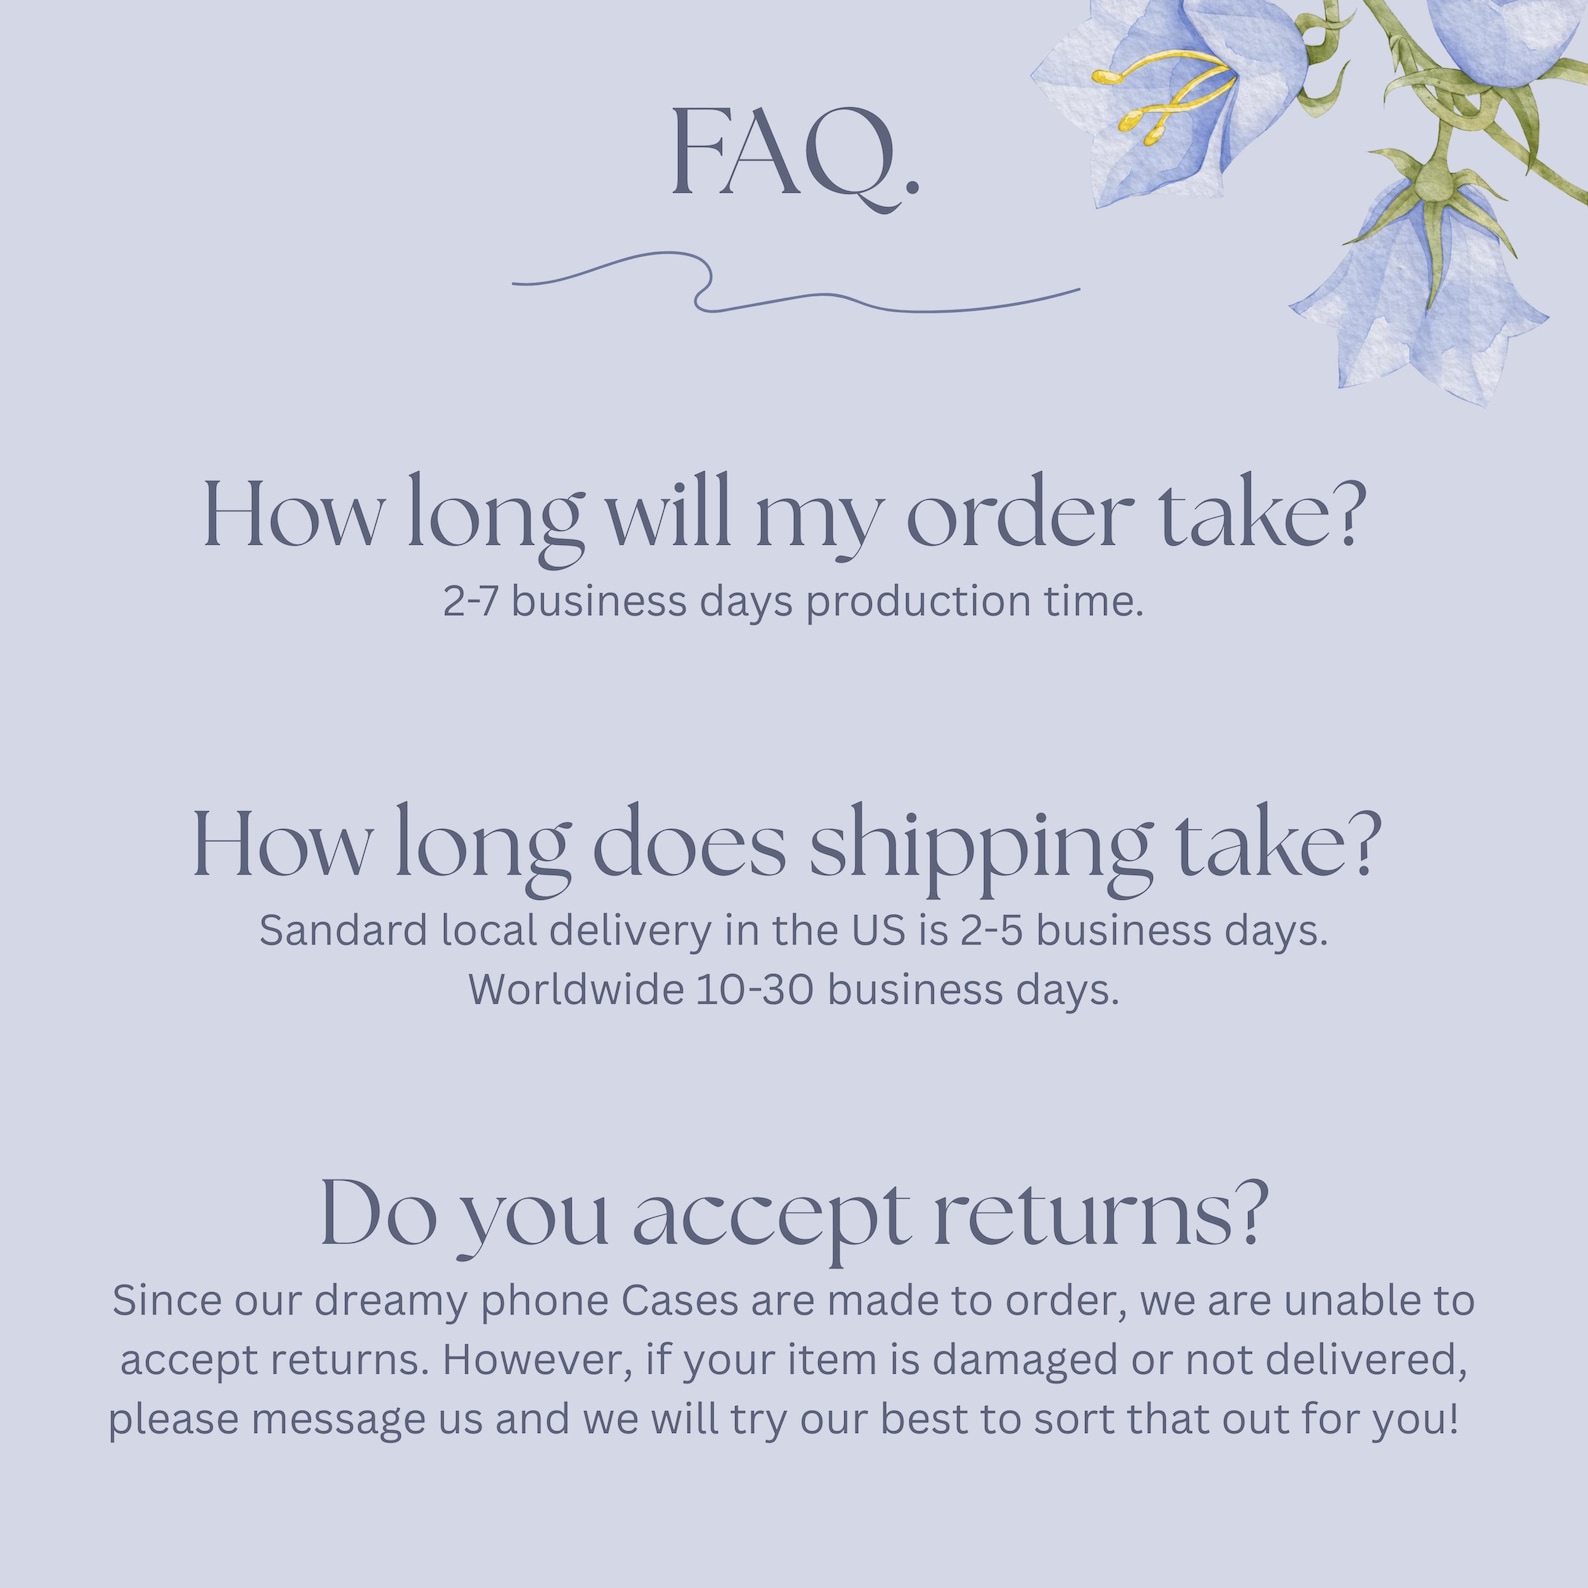 FAQ.
How long will my order take?
2-7 business days production time.
How long does shipping take?
Sandard local delivery in the US is 2-5 business days.
Worldwide 10-30 business days.
Do you accept returns?
Since our dreamy phone Cases are made to order, we are unable to
accept returns. However, if your item is damaged or not delivered,
please message us and we will try our best to sort that out for you!